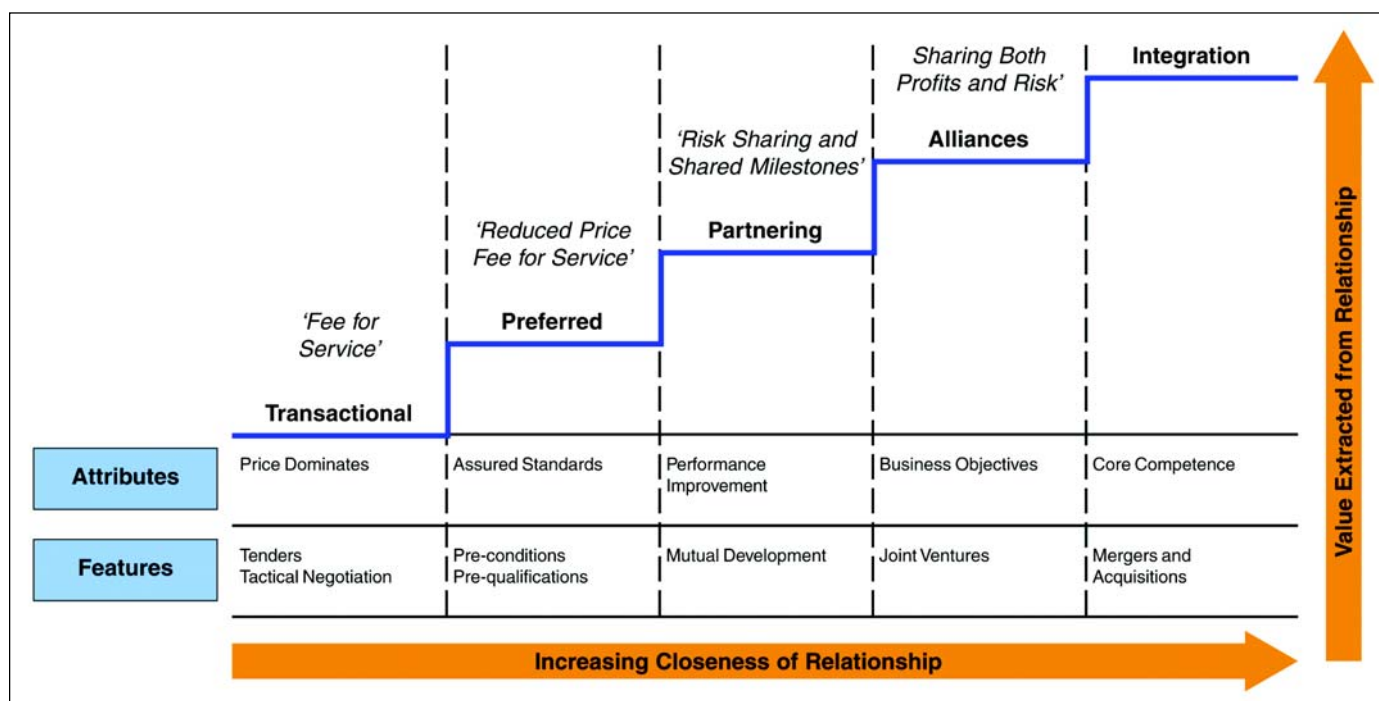 Sharing Both
Profits and Risk’
Integration
‘Risk Sharing and
Shared Milestones’
Alliances
‘Reduced Price
Fee for Service’
Partnering
‘Fee for
Service’
Preferred
Transactional
Attributes
Price Dominates
Assured Standards
Performance
Improvement
Business Objectives
Core Competence
Features
Tenders
Tactical Negotiation
Pre-conditions
Pre-qualifications
Mutual Development
Joint Ventures
Mergers and
Acquisitions
Increasing Closeness of Relationship
Value Extracted from Relationship